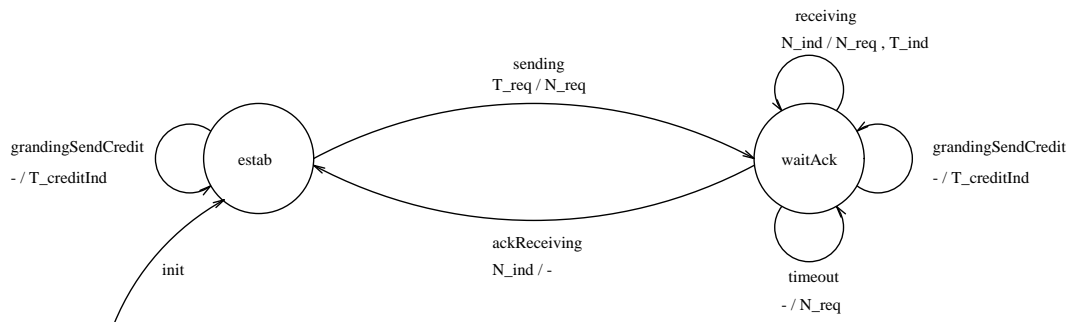 receiving
N_ind / N_req , T_ind
sending
T_req / N_req
grandingSendCredit
- / T_creditInd
estab
waitAck
grandingSendCredit
- / T_creditInd
ackReceiving
N_ind / -
init
timeout
- / N_req